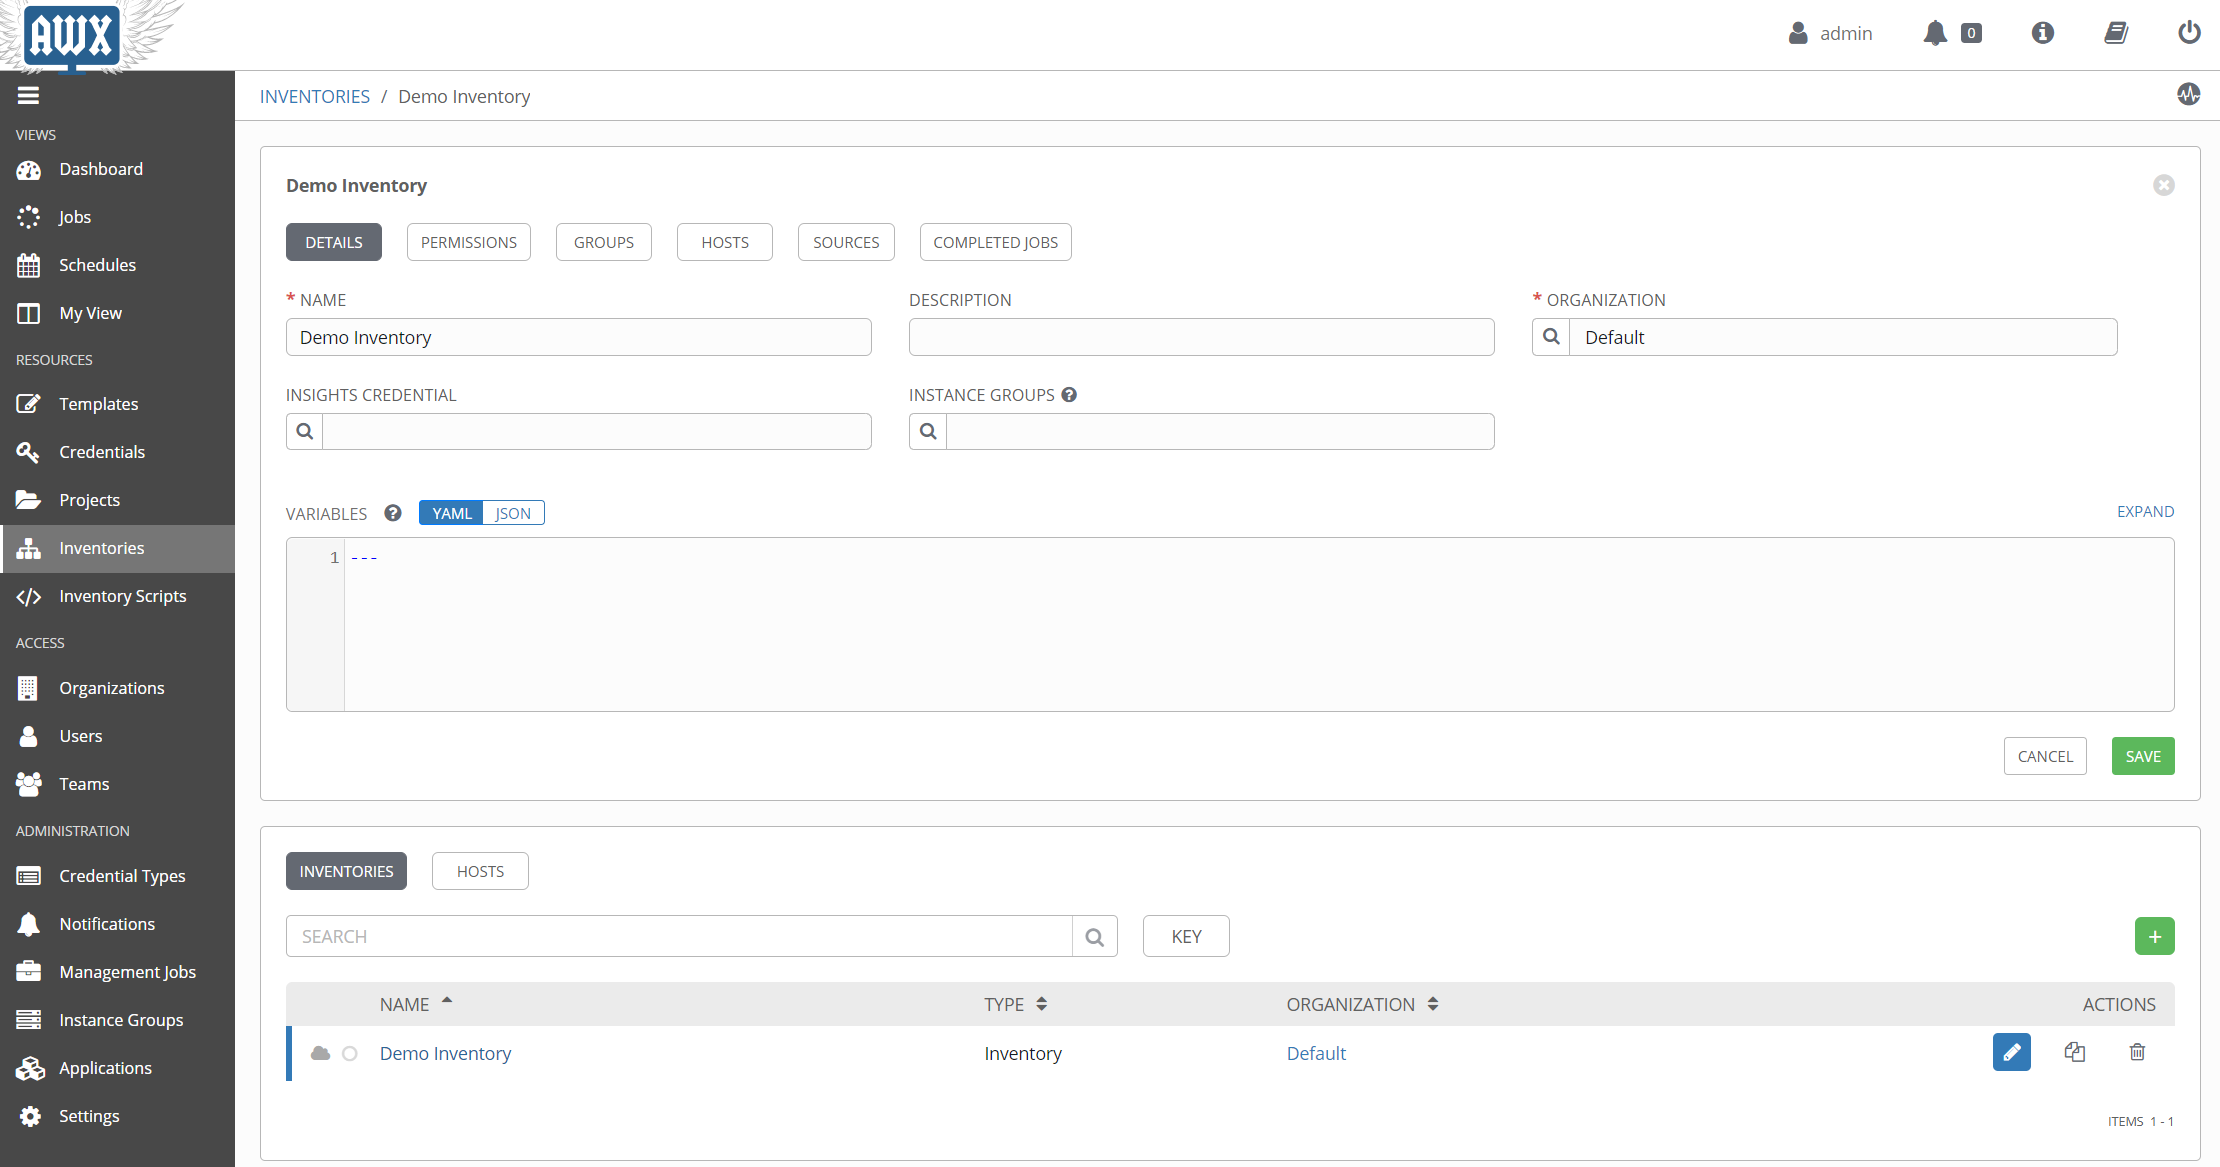 AWX
admin
0
INVENTORIES / Demo Inventory
VIEWS
Dashboard
Jobs
Schedules
My View
RESOURCES
Templates
Credentials
Projects
Inventories
Inventory Scripts
ACCESS
Organizations
Users
Teams
ADMINISTRATION
Credential Types
Notifications
Management Jobs
Instance Groups
Applications
Settings
Demo Inventory
DETAILS PERMISSIONS GROUPS HOSTS SOURCES COMPLETED JOBS
* NAME DESCRIPTION * ORGANIZATION
Demo Inventory Default
INSIGHTS CREDENTIAL INSTANCE GROUPS ?
VARIABLES ? YAML JSON EXPAND
1 ---
CANCEL SAVE
INVENTORIES HOSTS
SEARCH KEY +
NAME TYPE ORGANIZATION ACTIONS
Demo Inventory Inventory Default
ITEMS 1 - 1